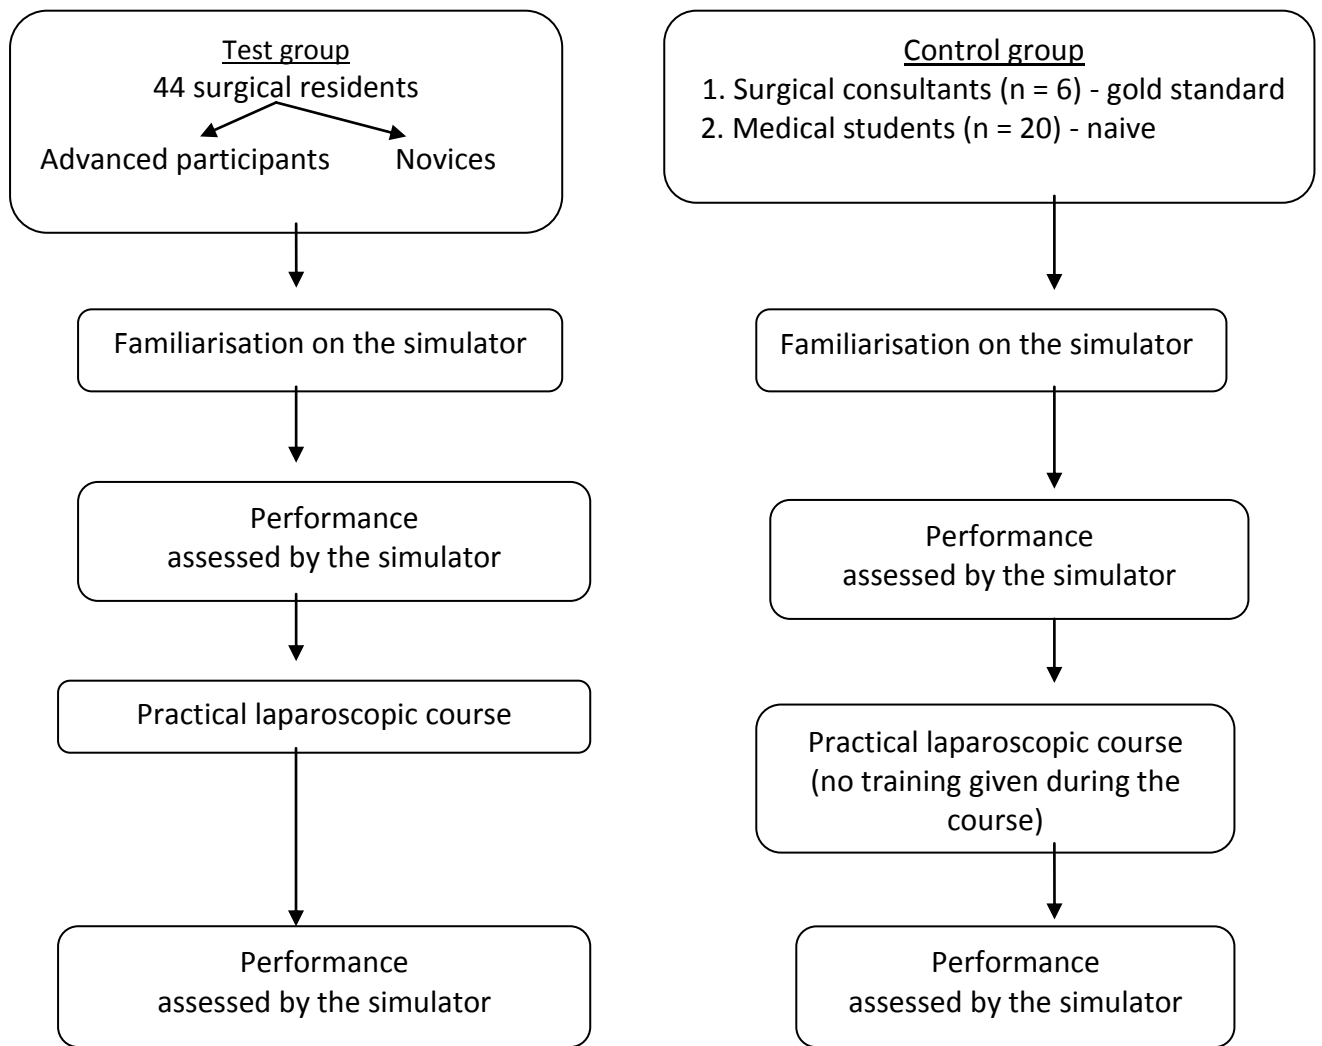 Test group
44 surgical residents
Advanced participants
Novices
Familiarisation on the simulator
Performance
assessed by the simulator
Practical laparoscopic course
Performance
assessed by the simulator
Control group
1. Surgical consultants (n = 6) - gold standard
2. Medical students (n = 20) - naive
Familiarisation on the simulator
Performance
assessed by the simulator
Practical laparoscopic course
(no training given during the
course)
Performance
assessed by the simulator